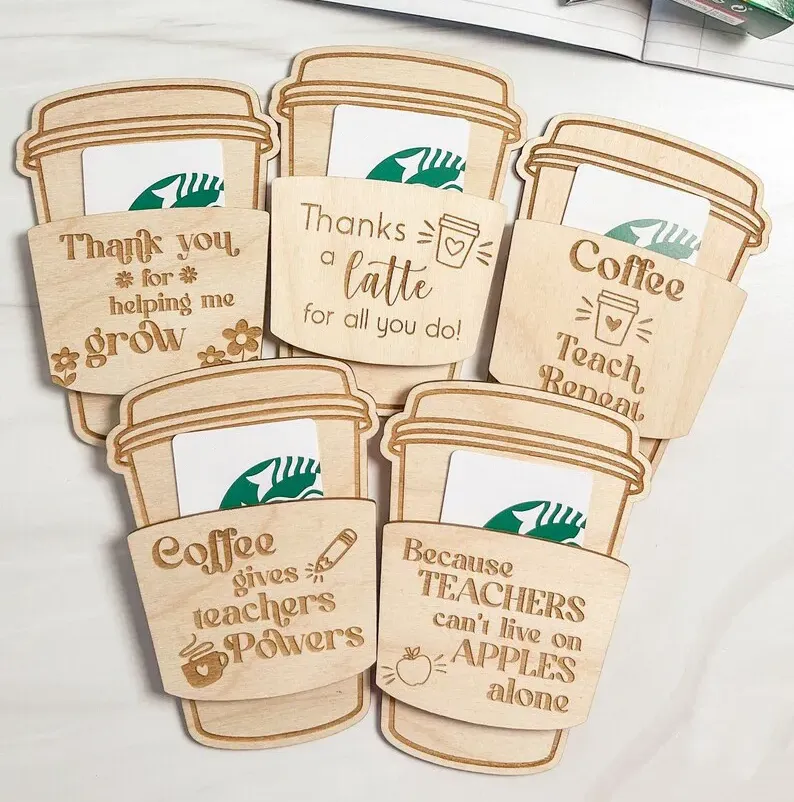 Thank you
for
helping me
grow
Thanks
a
latte
for all you do!
Coffee
Teach
Repeat
Coffee
gives
teachers
Powers
Because
TEACHERS
can't live on
APPLES
alone